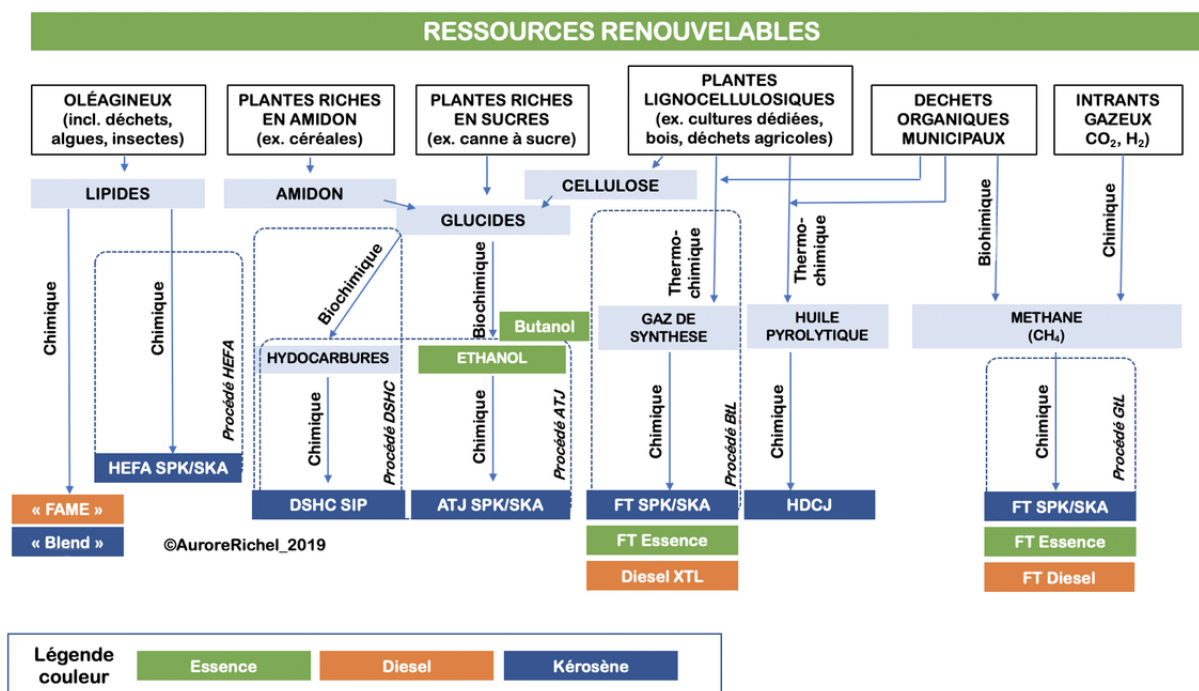 RESSOURCES RENOUVELABLES
OLÉAGINEUX
(incl. déchets,
algues, insectes)
PLANTES RICHES
EN AMIDON
(ex. céréales)
PLANTES RICHES
EN SUCRES
(ex. canne à sucre)
PLANTES
LIGNOCELLULOSIQUES
(ex. cultures dédiées,
bois, déchets agricoles)
DECHETS
ORGANIQUES
MUNICIPAUX
INTRANTS
GAZEUX
CO₂, H₂)
LIPIDES
AMIDON
CELLULOSE
GLUCIDES
Chimique
Chimique
Biochimique
Biochimique
Thermo-
chimique
Thermo-
chimique
Biohimique
Chimique
Butanol
HYDOCARBURES
ETHANOL
GAZ DE
SYNTHESE
HUILE
PYROLYTIQUE
METHANE
(CH₄)
Procédé HEFA
Chimique
Procédé DSHC
Chimique
Procédé ATJ
Chimique
Procédé BtL
Chimique
Chimique
Procédé GtL
HEFA SPK/SKA
« FAME »
« Blend »
DSHC SIP
ATJ SPK/SKA
FT SPK/SKA
HDCJ
FT SPK/SKA
FT Essence
FT Essence
Diesel XTL
FT Diesel
©AuroreRichel_2019
Légende
couleur
Essence
Diesel
Kérosène